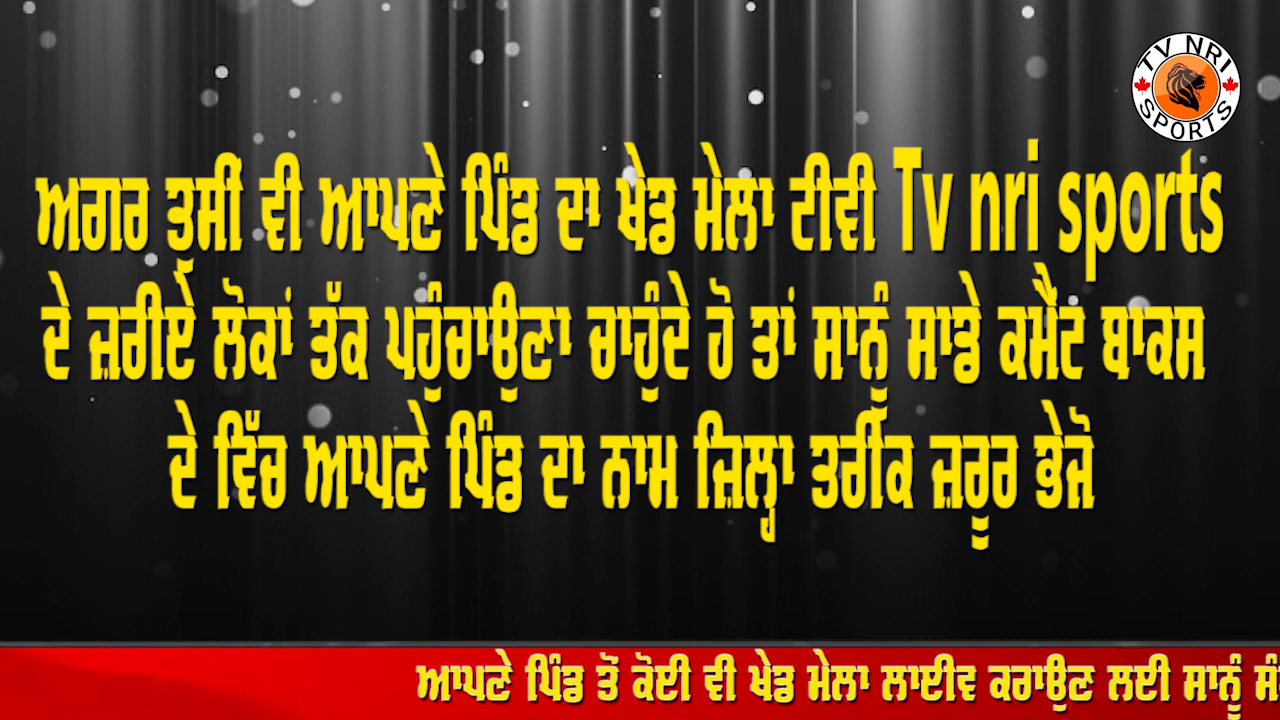 TV NRI
SPORTS
ਅਗਰ ਤੁਸੀਂ ਵੀ ਆਪਣੇ ਪਿੰਡ ਦਾ ਖੇਡ ਮੇਲਾ ਟੀਵੀ Tv nri sports
ਦੇ ਜ਼ਰੀਏ ਲੋਕਾਂ ਤੱਕ ਪਹੁੰਚਾਉਣਾ ਚਾਹੁੰਦੇ ਹੋ ਤਾਂ ਸਾਨੂੰ ਸਾਡੇ ਕਮੈਂਟ ਬਾਕਸ
ਦੇ ਵਿੱਚ ਆਪਣੇ ਪਿੰਡ ਦਾ ਨਾਮ ਜ਼ਿਲ੍ਹਾ ਤਰੀਕ ਜ਼ਰੂਰ ਭੇਜੋ
ਆਪਣੇ ਪਿੰਡ ਤੋਂ ਕੋਈ ਵੀ ਖੇਡ ਮੇਲਾ ਲਾਈਵ ਕਰਾਉਣ ਲਈ ਸਾਨੂੰ